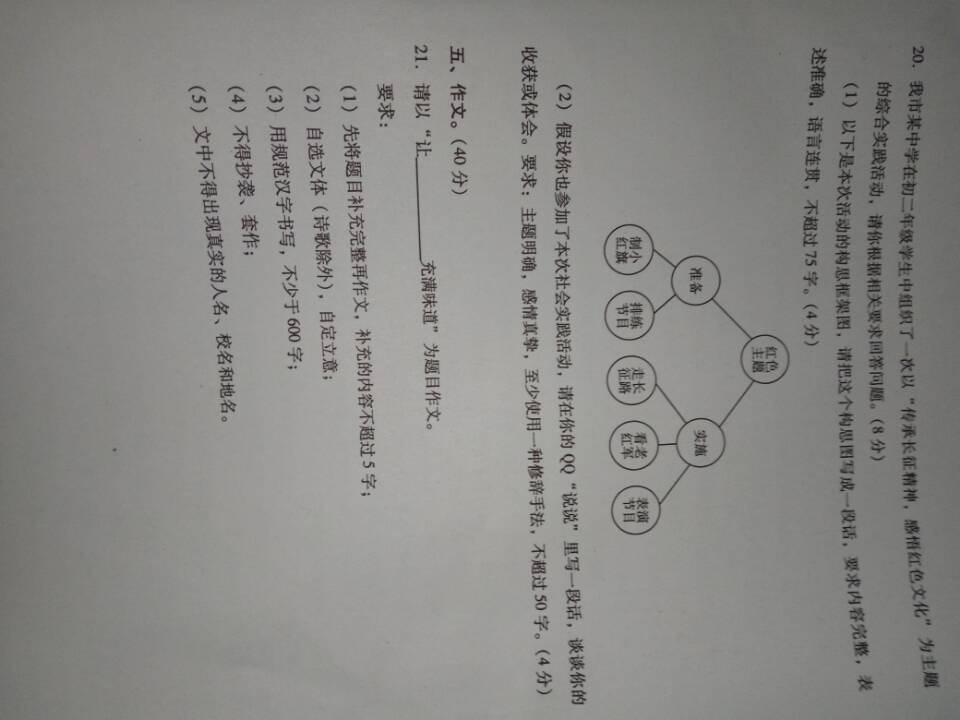 20. 我市某中学在初二年级学生中组织了一次以“传承长征精神，感悟红色文化”为主题
的综合实践活动，请你根据相关要求回答问题。(8 分)
(1) 以下是本次活动的构思框架图，请把这个构思图写成一段话，要求内容完整，表
述准确，语言连贯，不超过 75 字。(4 分)
红色
主题
准备
实施
制小
红旗
排练
节目
走长
征路
看老
红军
表演
节目
(2) 假设你也参加了本次社会实践活动，请在你的 QQ“说说”里写一段话，谈谈你的
收获或体会。要求：主题明确，感情真挚，至少使用一种修辞手法，不超过 50 字。(4 分)
五、作文。(40 分)
21. 请以“让________充满味道”为题目作文。
要求：
(1) 先将题目补充完整再作文，补充的内容不超过 5 字；
(2) 自选文体（诗歌除外），自定立意；
(3) 用规范汉字书写，不少于 600 字；
(4) 不得抄袭、套作；
(5) 文中不得出现真实的人名、校名和地名。